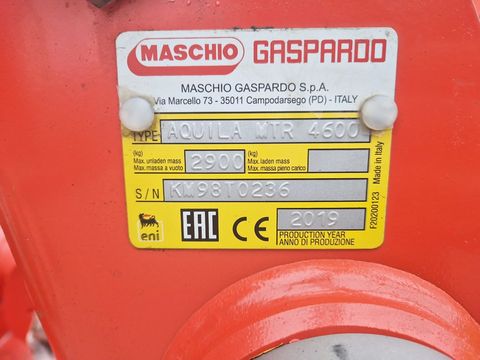 MASCHIO GASPARDO
MASCHIO GASPARDO S.p.A.
Via Marcello 73 - 35011 Campodarsego (PD) - ITALY
TYPE AQUILA MTR 4600
(kg) Max. unladen mass Massa a vuoto 2900 (kg) Max. laden mass Massa pieno carico
S/N KM98T0236
eni EAC CE 2019
PRODUCTION YEAR
ANNO DI PRODUZIONE
F20200123 Made in Italy